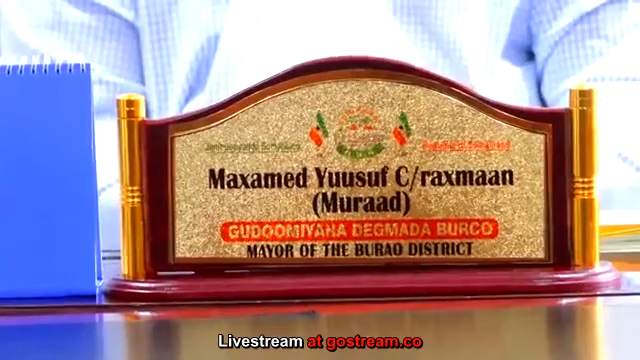 Maxamed Yuusuf C/raxmaan
(Muraad)
GUDOOMIYAHA DEGMADA BURCO
MAYOR OF THE BURAO DISTRICT
Livestream at gostream.co